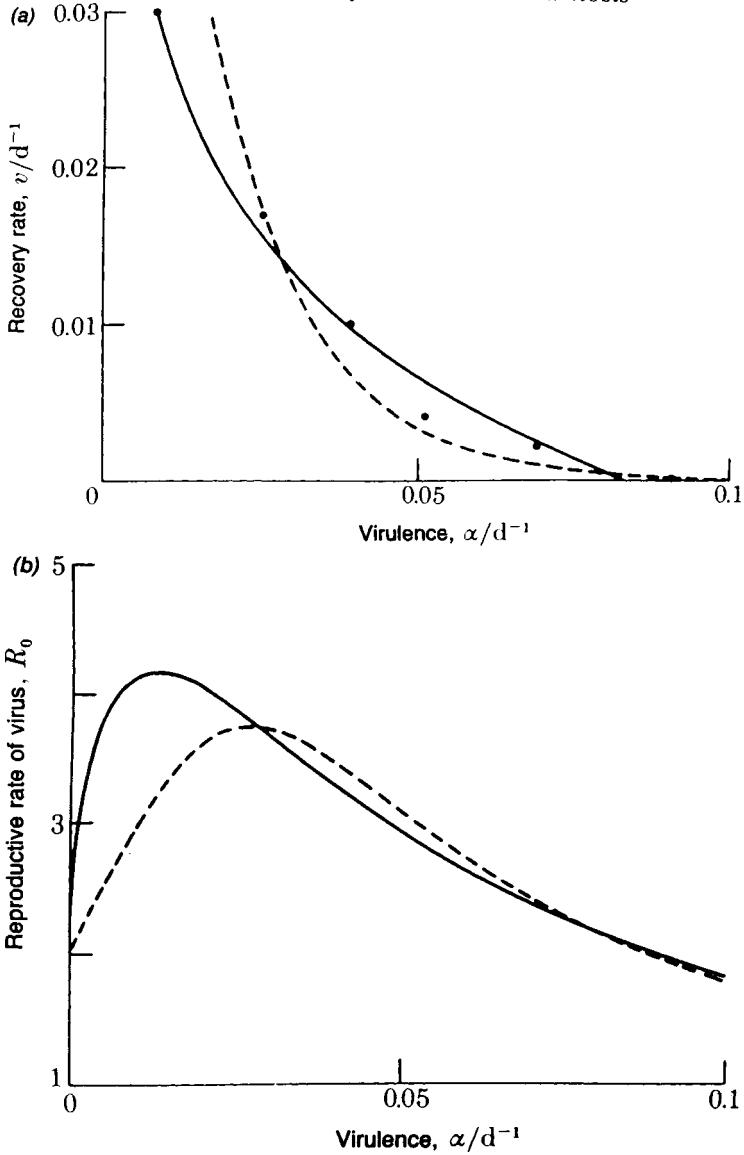 (a)
0.03
0.02
0.01
0
0.05
0.1
Recovery rate, v/d⁻¹
Virulence, α/d⁻¹
(b)
5
3
1
0
0.05
0.1
Reproductive rate of virus, R₀
Virulence, α/d⁻¹